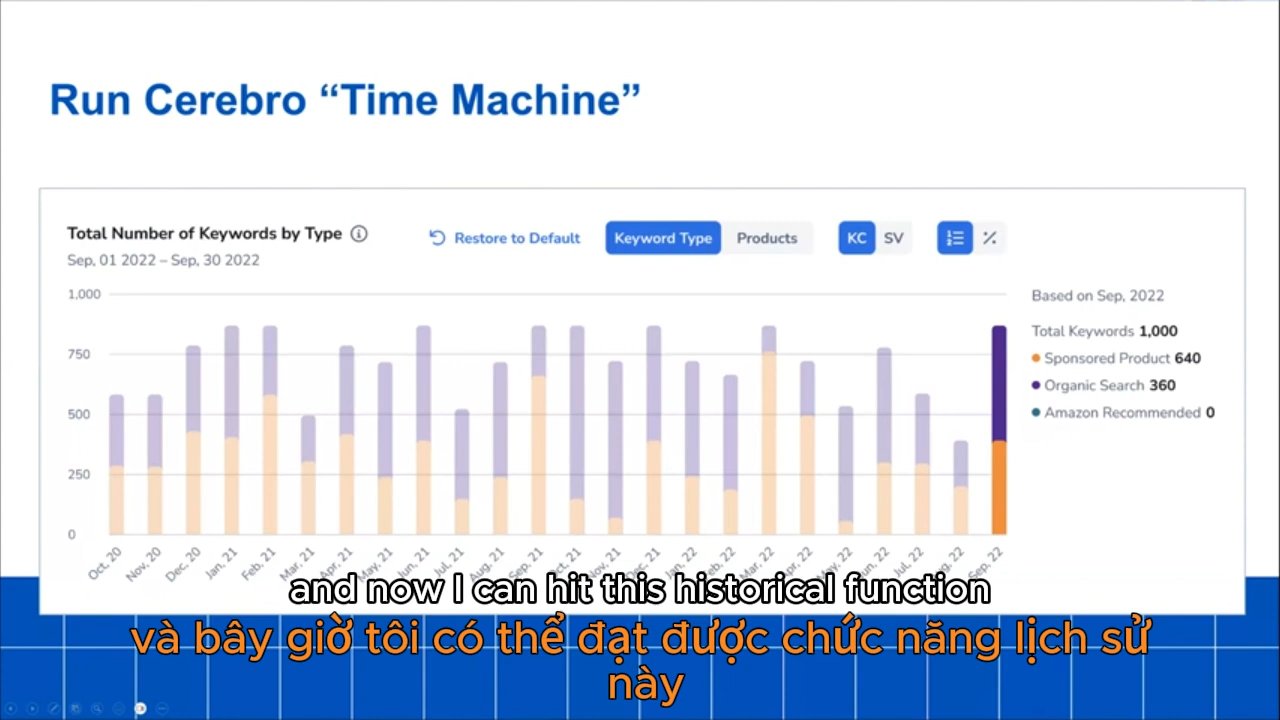 Run Cerebro “Time Machine”
Total Number of Keywords by Type
Restore to Default
Keyword Type
Products
KC
SV
Sep, 01 2022 – Sep, 30 2022
1,000
750
500
250
0
Based on Sep, 2022
Total Keywords 1,000
Sponsored Product 640
Organic Search 360
Amazon Recommended 0
Oct. 20
Nov. 20
Dec. 20
Jan. 21
Feb. 21
Mar. 21
Apr. 21
May. 21
Jun. 21
Jul. 21
Aug. 21
Sep. 21
Oct. 21
Nov. 21
Dec. 21
Jan. 22
Feb. 22
Mar. 22
Apr. 22
May. 22
Jul. 22
Sep. 22
and now I can hit this historical function
và bây giờ tôi có thể đạt được chức năng lịch sử
này